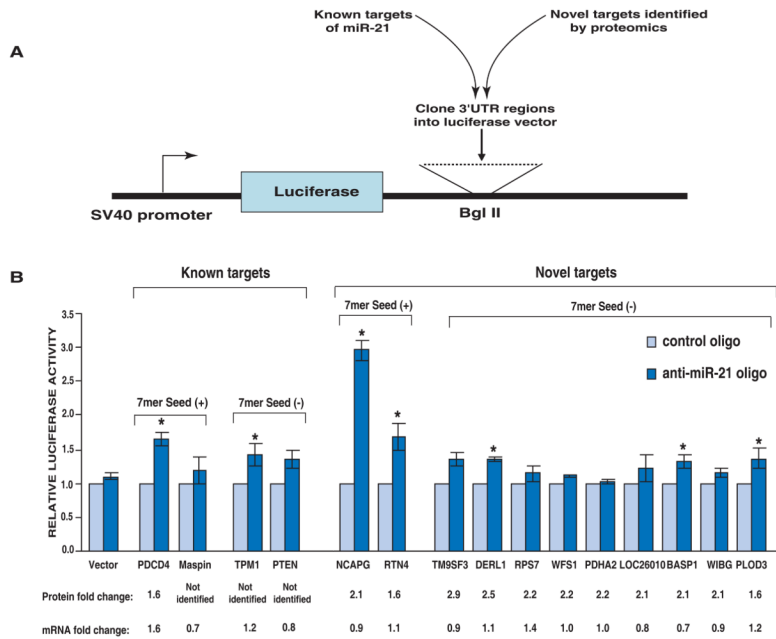 A
Known targets
of miR-21
Novel targets identified
by proteomics
Clone 3'UTR regions
into luciferase vector
Luciferase
SV40 promoter
Bgl II
B
Known targets
Novel targets
7mer Seed (+)
7mer Seed (-)
7mer Seed (+)
7mer Seed (-)
control oligo
anti-miR-21 oligo
RELATIVE LUCIFERASE ACTIVITY
3.5
3.0
2.5
2.0
1.5
1.0
0.5
0.0
* * * * * * *
Vector PDCD4 Maspin TPM1 PTEN NCAPG RTN4 TM9SF3 DERL1 RPS7 WFS1 PDHA2 LOC26010 BASP1 WIBG PLOD3
Protein fold change: 1.6 Not identified Not identified Not identified 2.1 1.6 2.9 2.5 2.2 2.2 2.2 2.1 2.1 2.1 1.6
mRNA fold change: 1.6 0.7 1.2 0.8 0.9 1.1 0.9 1.1 1.4 1.0 1.0 0.8 0.7 0.9 1.2